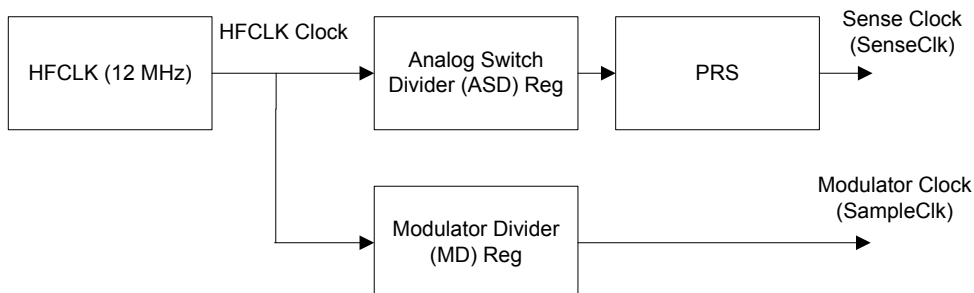 HFCLK (12 MHz)
HFCLK Clock
Analog Switch
Divider (ASD) Reg
PRS
Sense Clock
(SenseClk)
Modulator Divider
(MD) Reg
Modulator Clock
(SampleClk)